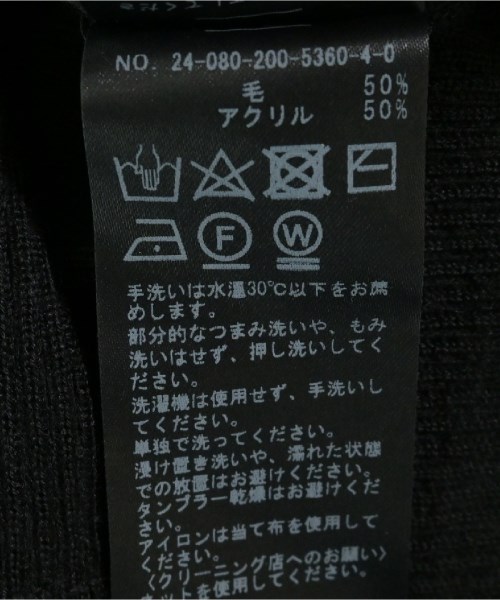 してくださ
NO. 24-080-200-5360-4-0
毛 50%
アクリル 50%
F
W
手洗いは水温30℃以下をお薦
めします。
部分的なつまみ洗いや、もみ
洗いはせず、押し洗いしてく
ださい。
洗濯機は使用せず、手洗いし
てください。
単独で洗ってください。
浸け置き洗いや、濡れた状態
での放置はお避けください。
タンブラー乾燥はお避けくだ
さい。
アイロンは当て布を使用して
ください。
〈クリーニング店へのお願い〉
ネットを使用してください。